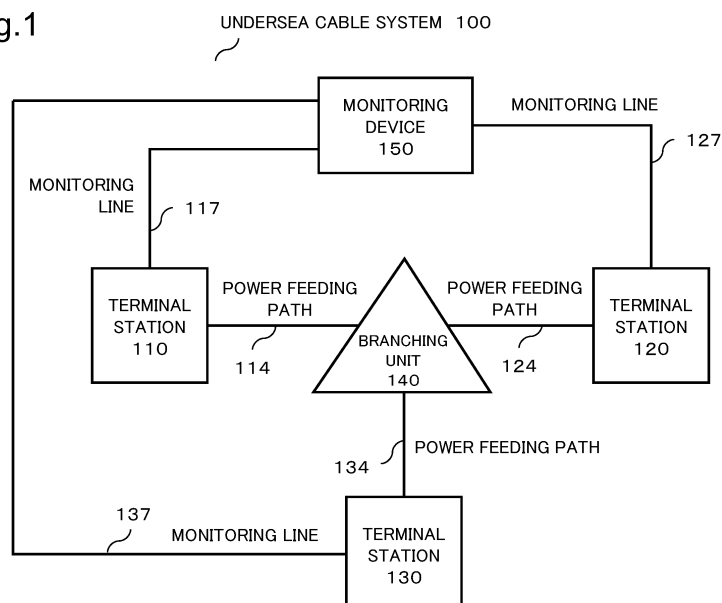 g.1
UNDERSEA CABLE SYSTEM 100
MONITORING
DEVICE
150
MONITORING LINE
127
MONITORING
LINE
117
TERMINAL
STATION
110
POWER FEEDING
PATH
114
BRANCHING
UNIT
140
POWER FEEDING
PATH
124
TERMINAL
STATION
120
134
POWER FEEDING PATH
137
MONITORING LINE
TERMINAL
STATION
130